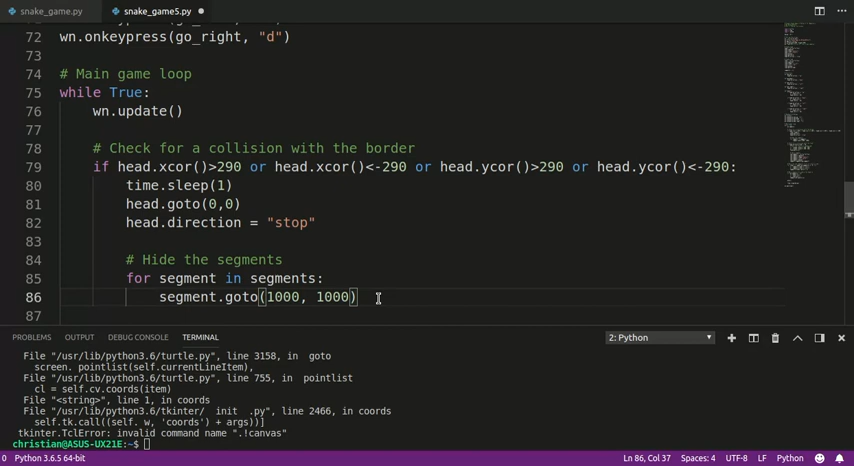 snake_game.py snake_game5.py
72 wn.onkeypress(go_right, "d")
73
74 # Main game loop
75 while True:
76 wn.update()
77
78 # Check for a collision with the border
79 if head.xcor()>290 or head.xcor()<-290 or head.ycor()>290 or head.ycor()<-290:
80 time.sleep(1)
81 head.goto(0,0)
82 head.direction = "stop"
83
84 # Hide the segments
85 for segment in segments:
86 segment.goto(1000, 1000)
87
PROBLEMS OUTPUT DEBUG CONSOLE TERMINAL 2: Python
File "/usr/lib/python3.6/turtle.py", line 3158, in goto
screen. pointlist(self.currentLineItem),
File "/usr/lib/python3.6/turtle.py", line 755, in pointlist
cl = self.cv.coords(item)
File "<string>", line 1, in coords
File "/usr/lib/python3.6/tkinter/ init .py", line 2466, in coords
self.tk.call((self. w, 'coords') + args))]
tkinter.TclError: invalid command name ".!canvas"
christian@ASUS-UX21E:~$
0 Python 3.6.5 64-bit Ln 86, Col 37 Spaces: 4 UTF-8 LF Python